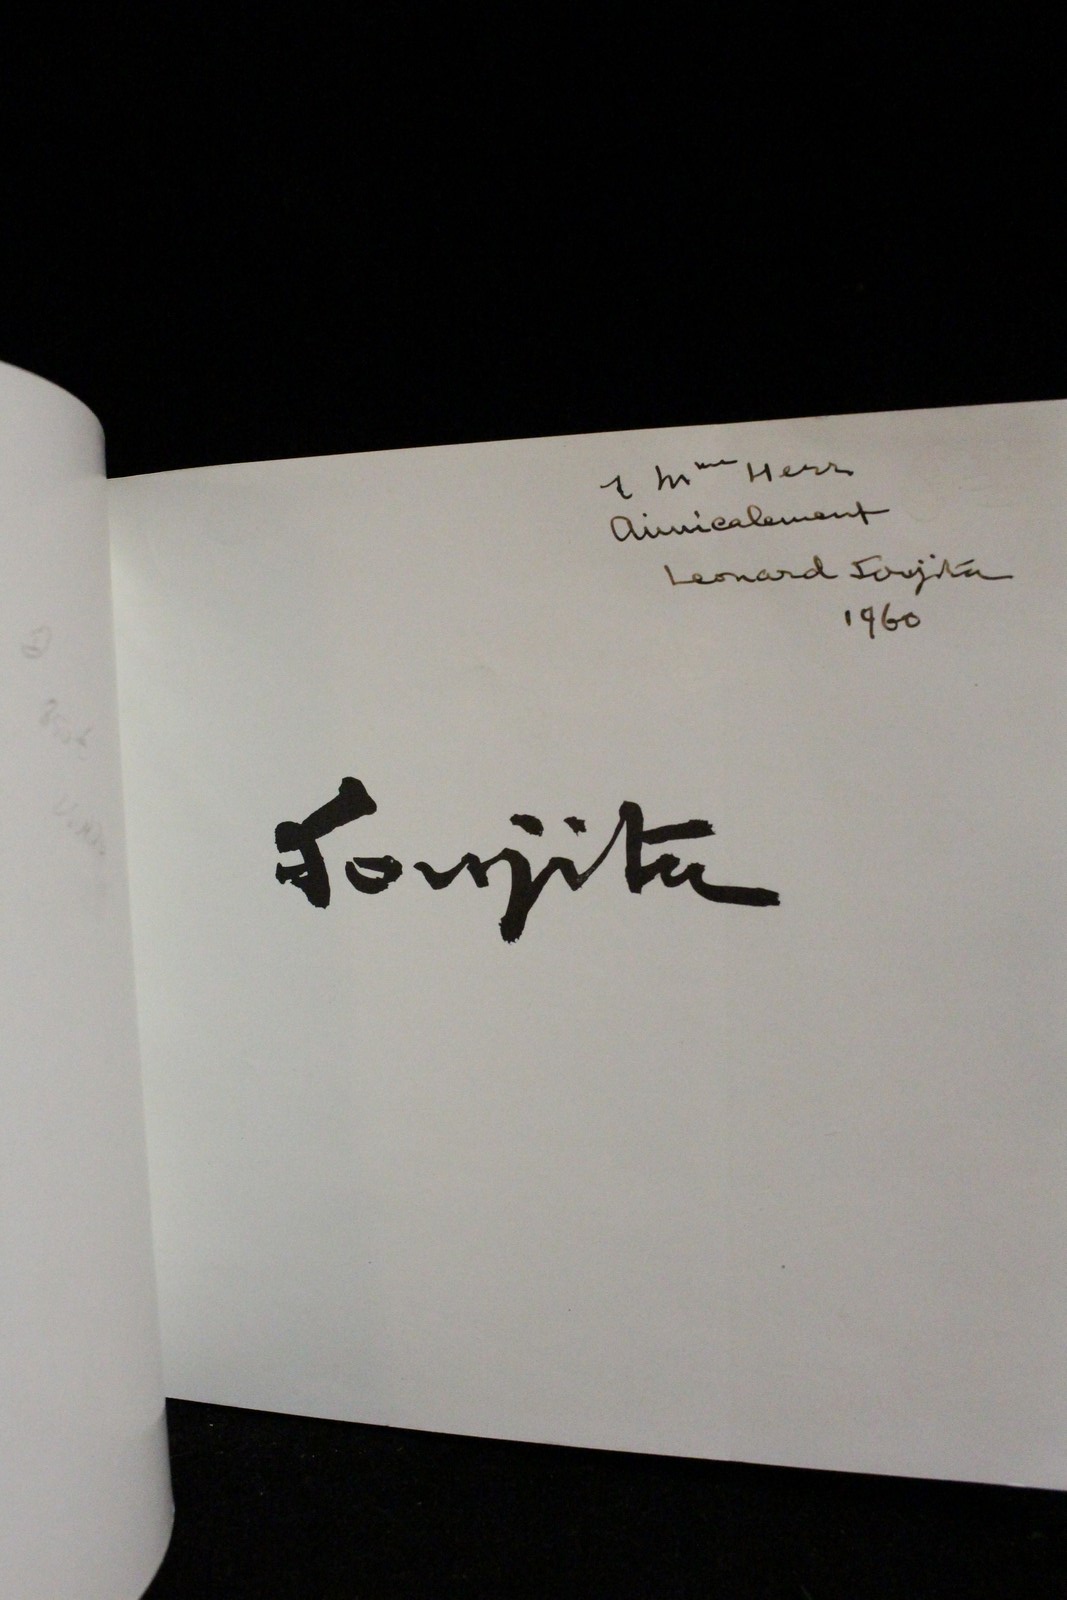 à Mme Herr
Amicalement
Leonard Foujita
1960
Foujita